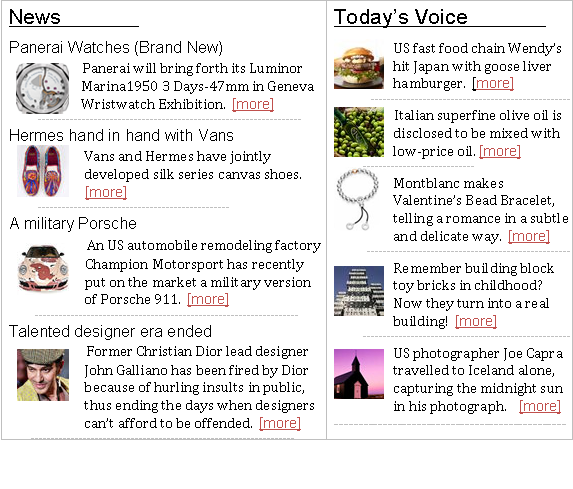 News
Panerai Watches (Brand New)
Panerai will bring forth its Luminor
Marina1950 3 Days-47mm in Geneva
Wristwatch Exhibition. [more]
Hermes hand in hand with Vans
Vans and Hermes have jointly
developed silk series canvas shoes.
[more]
A military Porsche
An US automobile remodeling factory
Champion Motorsport has recently
put on the market a military version
of Porsche 911. [more]
Talented designer era ended
Former Christian Dior lead designer
John Galliano has been fired by Dior
because of hurling insults in public,
thus ending the days when designers
can't afford to be offended. [more]
Today's Voice
US fast food chain Wendy's
hit Japan with goose liver
hamburger. [more]
Italian superfine olive oil is
disclosed to be mixed with
low-price oil. [more]
Montblanc makes
Valentine's Bead Bracelet,
telling a romance in a subtle
and delicate way. [more]
Remember building block
toy bricks in childhood?
Now they turn into a real
building! [more]
US photographer Joe Capra
travelled to Iceland alone,
capturing the midnight sun
in his photograph. [more]